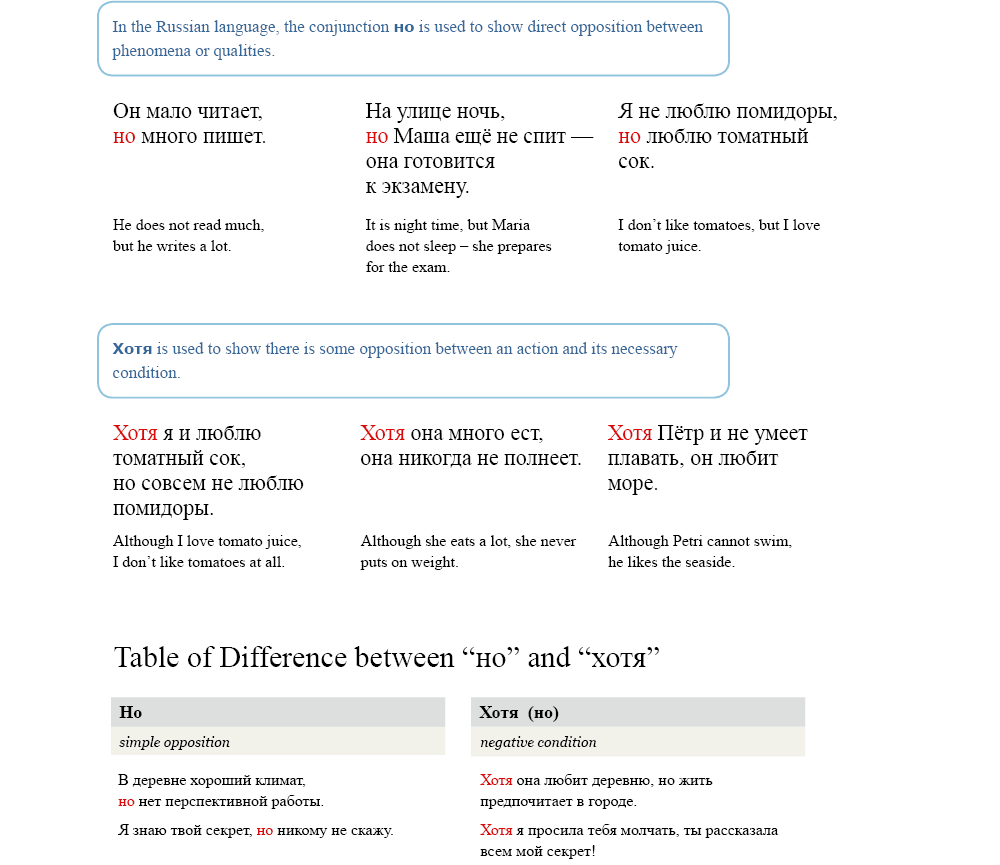 In the Russian language, the conjunction но is used to show direct opposition between
phenomena or qualities.
Он мало читает,
но много пишет.
He does not read much,
but he writes a lot.
На улице ночь,
но Маша ещё не спит —
она готовится
к экзамену.
It is night time, but Maria
does not sleep – she prepares
for the exam.
Я не люблю помидоры,
но люблю томатный
сок.
I don’t like tomatoes, but I love
tomato juice.
Хотя is used to show there is some opposition between an action and its necessary
condition.
Хотя я и люблю
томатный сок,
но совсем не люблю
помидоры.
Although I love tomato juice,
I don’t like tomatoes at all.
Хотя она много ест,
она никогда не полнеет.
Although she eats a lot, she never
puts on weight.
Хотя Пётр и не умеет
плавать, он любит
море.
Although Petri cannot swim,
he likes the seaside.
Table of Difference between “но” and “хотя”
Но
simple opposition
В деревне хороший климат,
но нет перспективной работы.
Я знаю твой секрет, но никому не скажу.
Хотя (но)
negative condition
Хотя она любит деревню, но жить
предпочитает в городе.
Хотя я просила тебя молчать, ты рассказала
всем мой секрет!